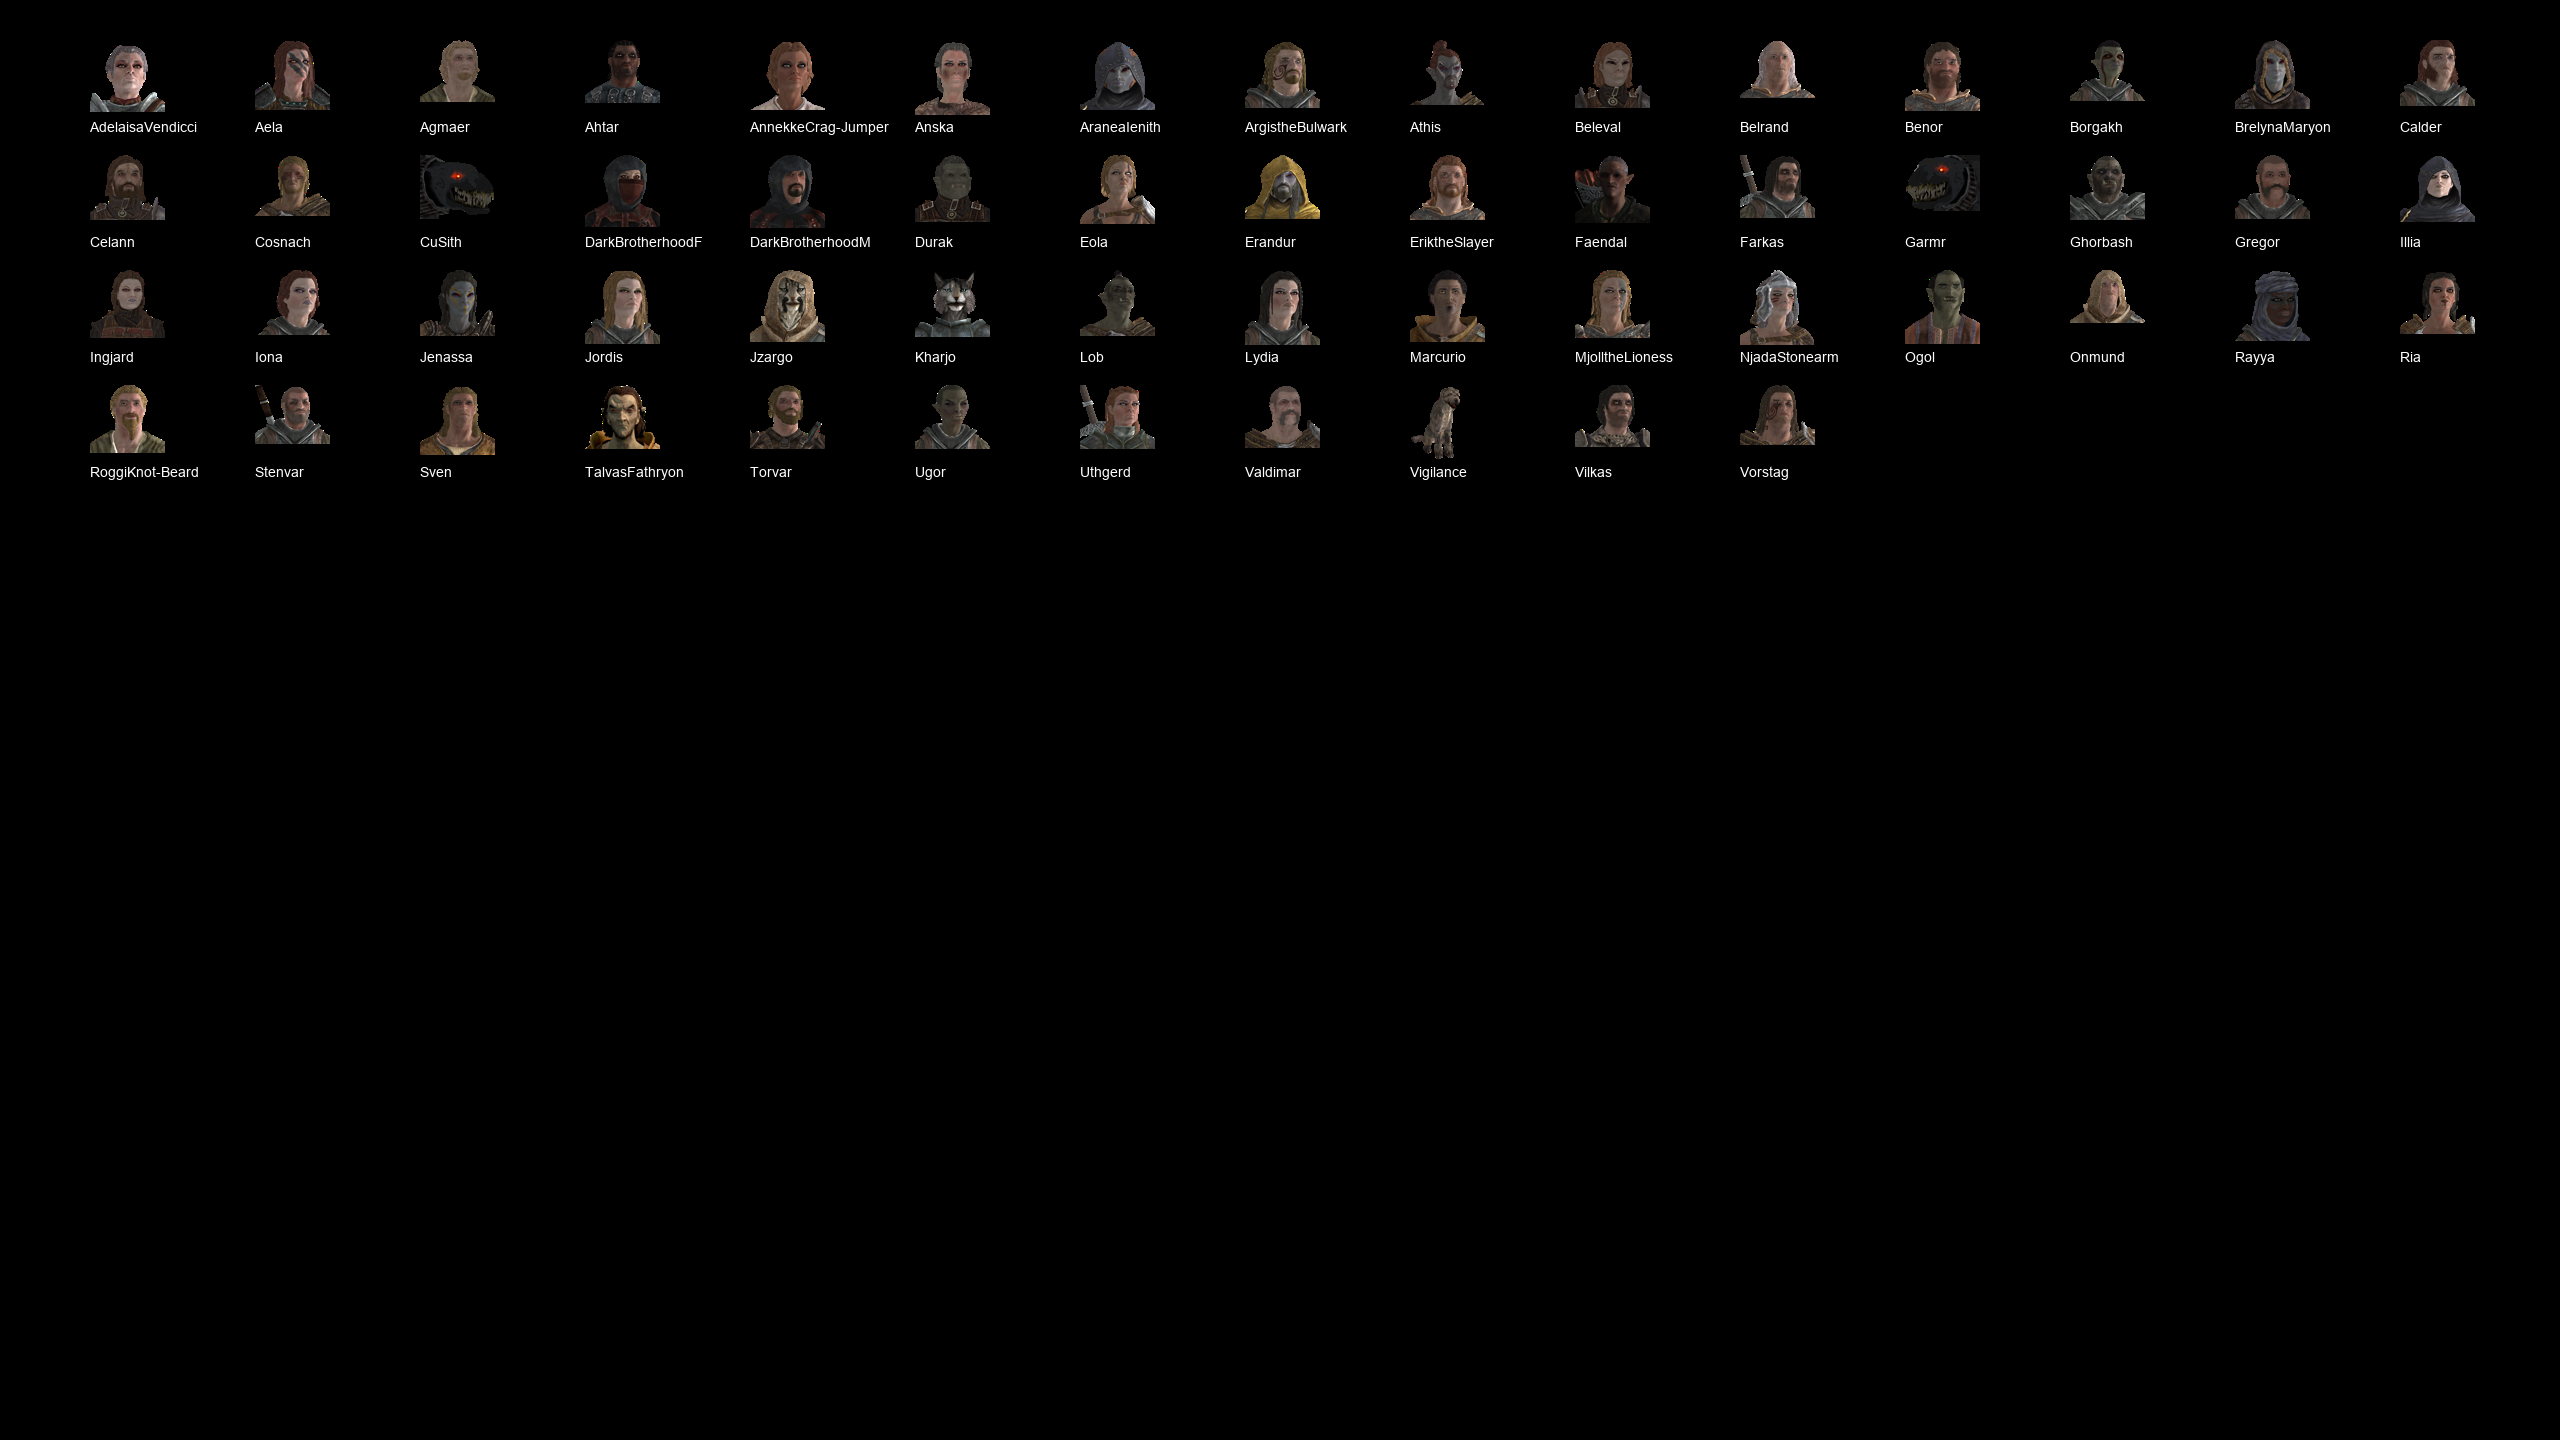 AdelaisaVendicci Aela Agmaer Ahtar AnnekkeCrag-Jumper Anska AraneaIenith ArgistheBulwark Athis Beleval Belrand Benor Borgakh BrelynaMaryon Calder
Celann Cosnach CuSith DarkBrotherhoodF DarkBrotherhoodM Durak Eola Erandur EriktheSlayer Faendal Farkas Garmr Ghorbash Gregor Illia
Ingjard Iona Jenassa Jordis Jzargo Kharjo Lob Lydia Marcurio MjolltheLioness NjadaStonearm Ogol Onmund Rayya Ria
RoggiKnot-Beard Stenvar Sven TalvasFathryon Torvar Ugor Uthgerd Valdimar Vigilance Vilkas Vorstag